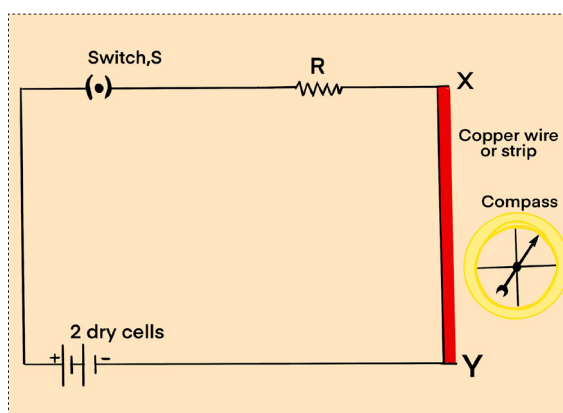 Switch,S
R
X
Copper wire
or strip
Compass
2 dry cells
+ -
Y